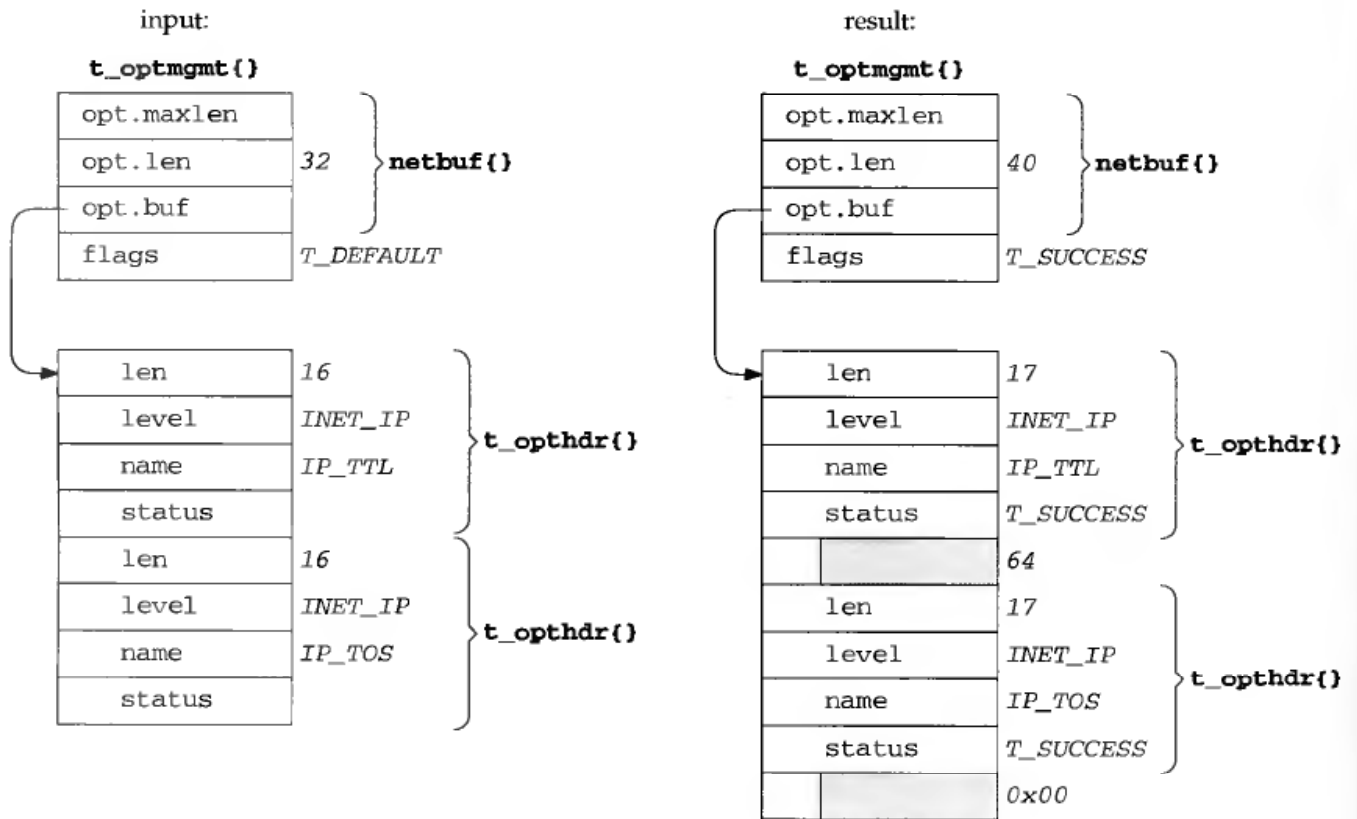 input:
t_optmgmt{}
opt.maxlen
opt.len 32 netbuf{}
opt.buf
flags T_DEFAULT
len 16
level INET_IP
t_opthdr{}
name IP_TTL
status
len 16
level INET_IP
t_opthdr{}
name IP_TOS
status
result:
t_optmgmt{}
opt.maxlen
opt.len 40 netbuf{}
opt.buf
flags T_SUCCESS
len 17
level INET_IP
t_opthdr{}
name IP_TTL
status T_SUCCESS
64
len 17
level INET_IP
t_opthdr{}
name IP_TOS
status T_SUCCESS
0x00